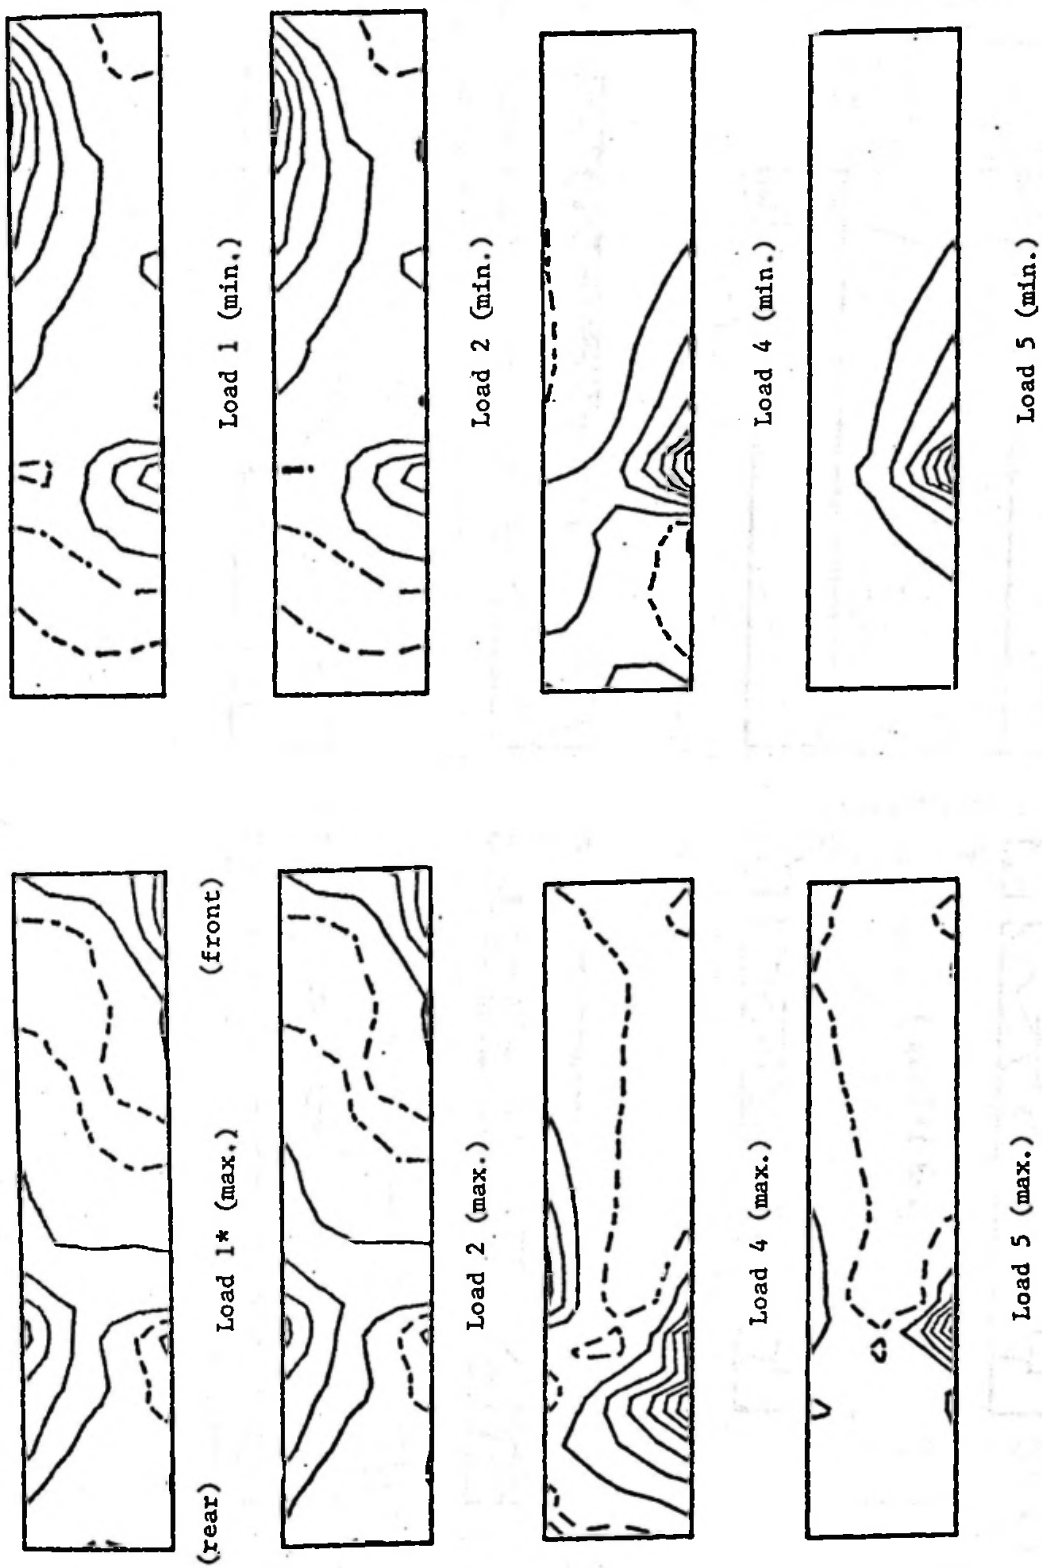 (rear) Load 1* (max.) (front) Load 1 (min.)
Load 2 (max.) Load 2 (min.)
Load 4 (max.) Load 4 (min.)
Load 5 (max.) Load 5 (min.)